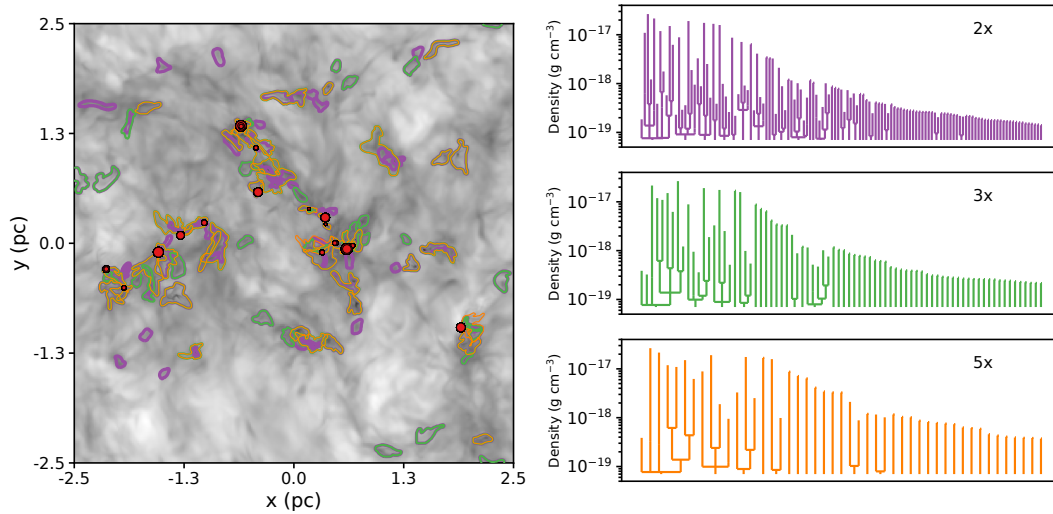 2.5
1.3
0.0
-1.3
-2.5
y (pc)
-2.5
-1.3
0.0
1.3
2.5
x (pc)
2x
Density (g cm⁻³)
10⁻¹⁷
10⁻¹⁸
10⁻¹⁹
3x
Density (g cm⁻³)
10⁻¹⁷
10⁻¹⁸
10⁻¹⁹
5x
Density (g cm⁻³)
10⁻¹⁷
10⁻¹⁸
10⁻¹⁹